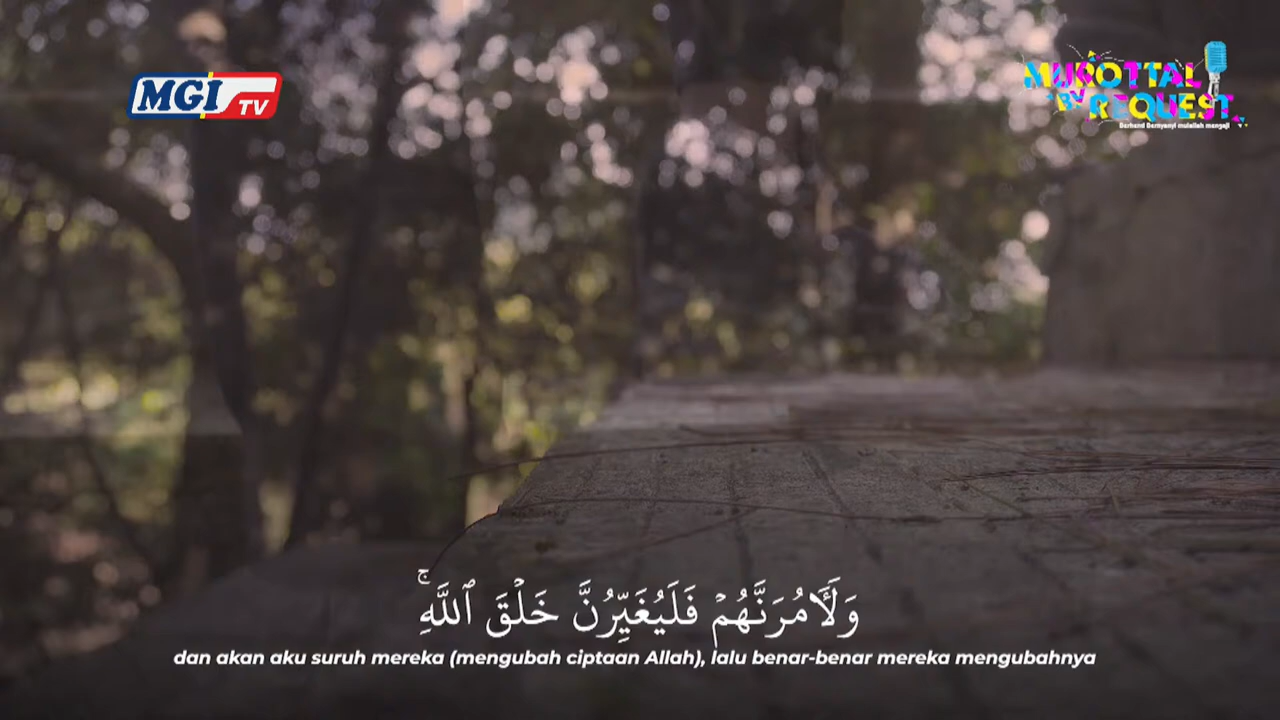 MGI TV
MUROTTAL
BY REQUEST
وَلَأٓمُرَنَّهُمۡ فَلَيُغَيِّرُنَّ خَلۡقَ ٱللَّهِۚ
dan akan aku suruh mereka (mengubah ciptaan Allah), lalu benar-benar mereka mengubahnya